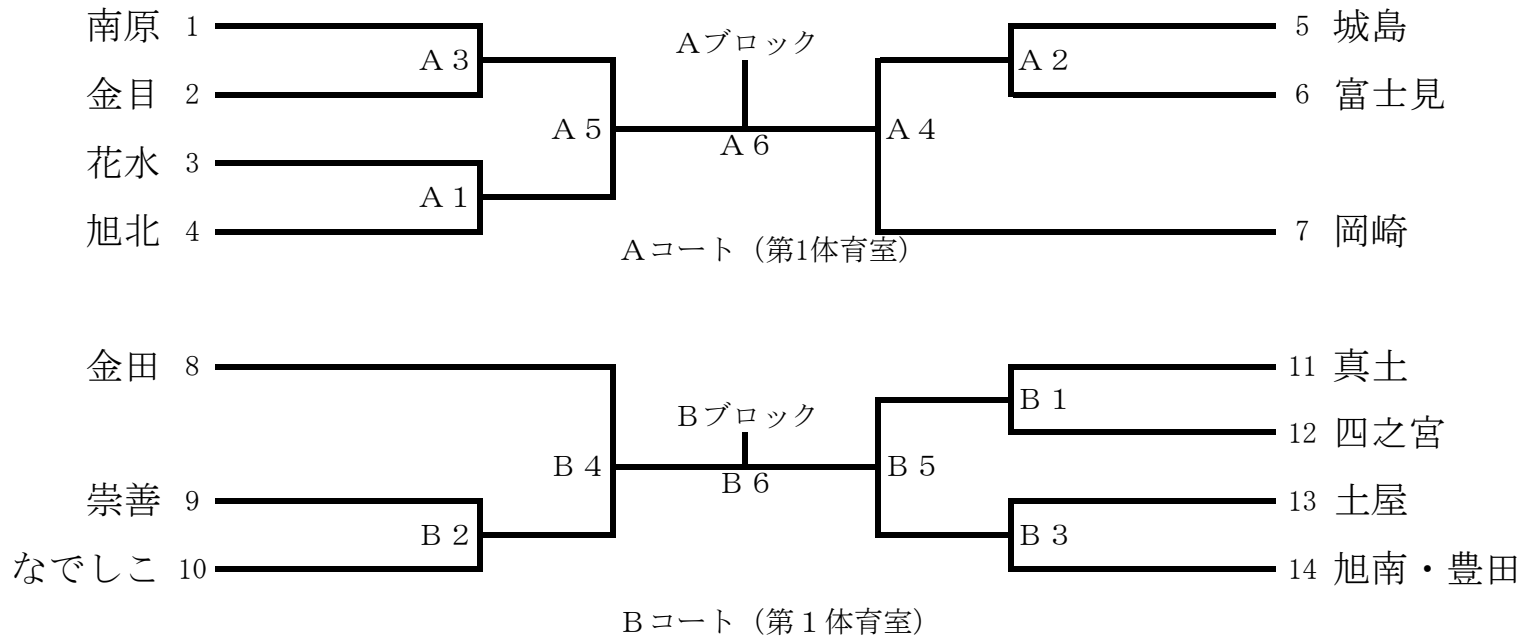 南原 1
金目 2
花水 3
旭北 4
A3
A1
A5
Aブロック
A6
A4
A2
5 城島
6 富士見
7 岡崎
Aコート（第1体育室）
金田 8
崇善 9
なでしこ 10
B2
B4
Bブロック
B6
B5
B1
B3
11 真土
12 四之宮
13 土屋
14 旭南・豊田
Bコート（第１体育室）